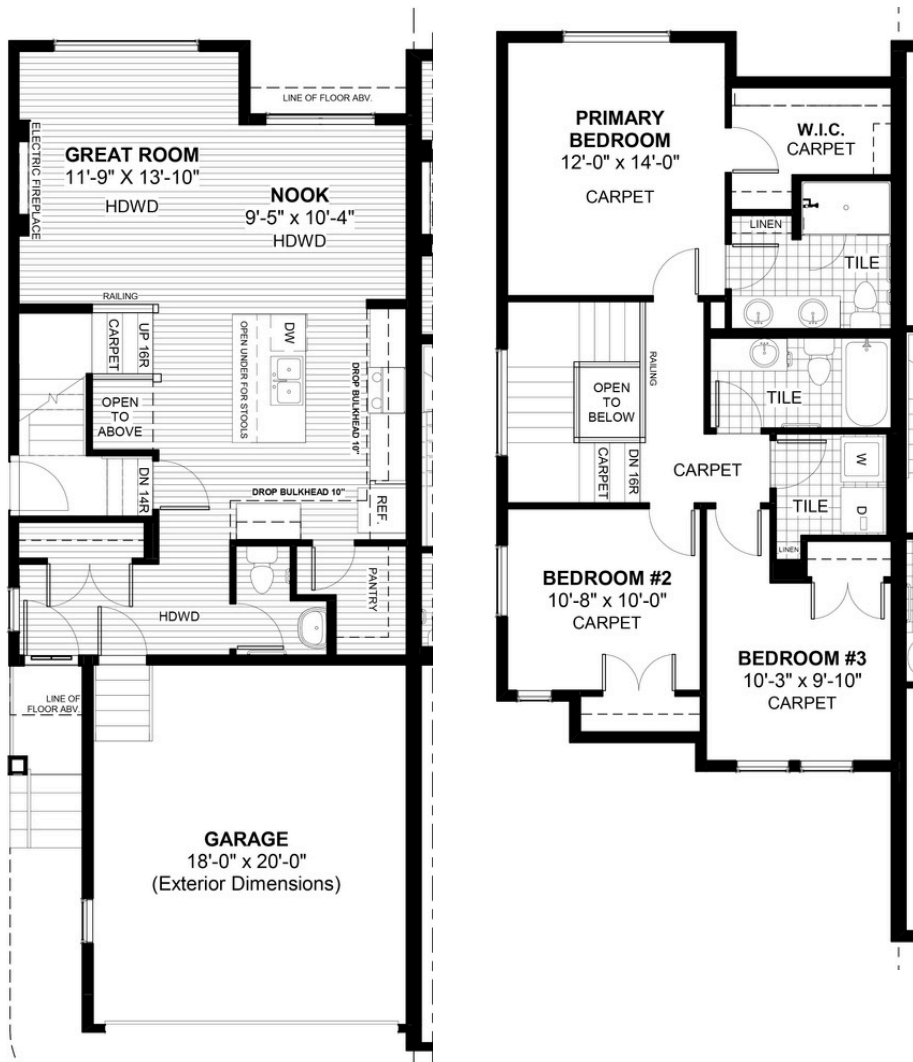 LINE OF FLOOR ABV.
ELECTRIC FIREPLACE
GREAT ROOM
11'-9" X 13'-10"
HDWD
NOOK
9'-5" x 10'-4"
HDWD
RAILING
UP 16R
CARPET
OPEN
TO
ABOVE
OPEN UNDER FOR STOOLS
DW
DROP BULKHEAD 10"
DN 14R
DROP BULKHEAD 10"
REF.
PANTRY
HDWD
LINE OF
FLOOR ABV.
GARAGE
18'-0" x 20'-0"
(Exterior Dimensions)
PRIMARY
BEDROOM
12'-0" x 14'-0"
CARPET
W.I.C.
CARPET
LINEN
TILE
RAILING
OPEN
TO
BELOW
TILE
DN 16R
CARPET
CARPET
W
D
TILE
LINEN
BEDROOM #2
10'-8" x 10'-0"
CARPET
BEDROOM #3
10'-3" x 9'-10"
CARPET